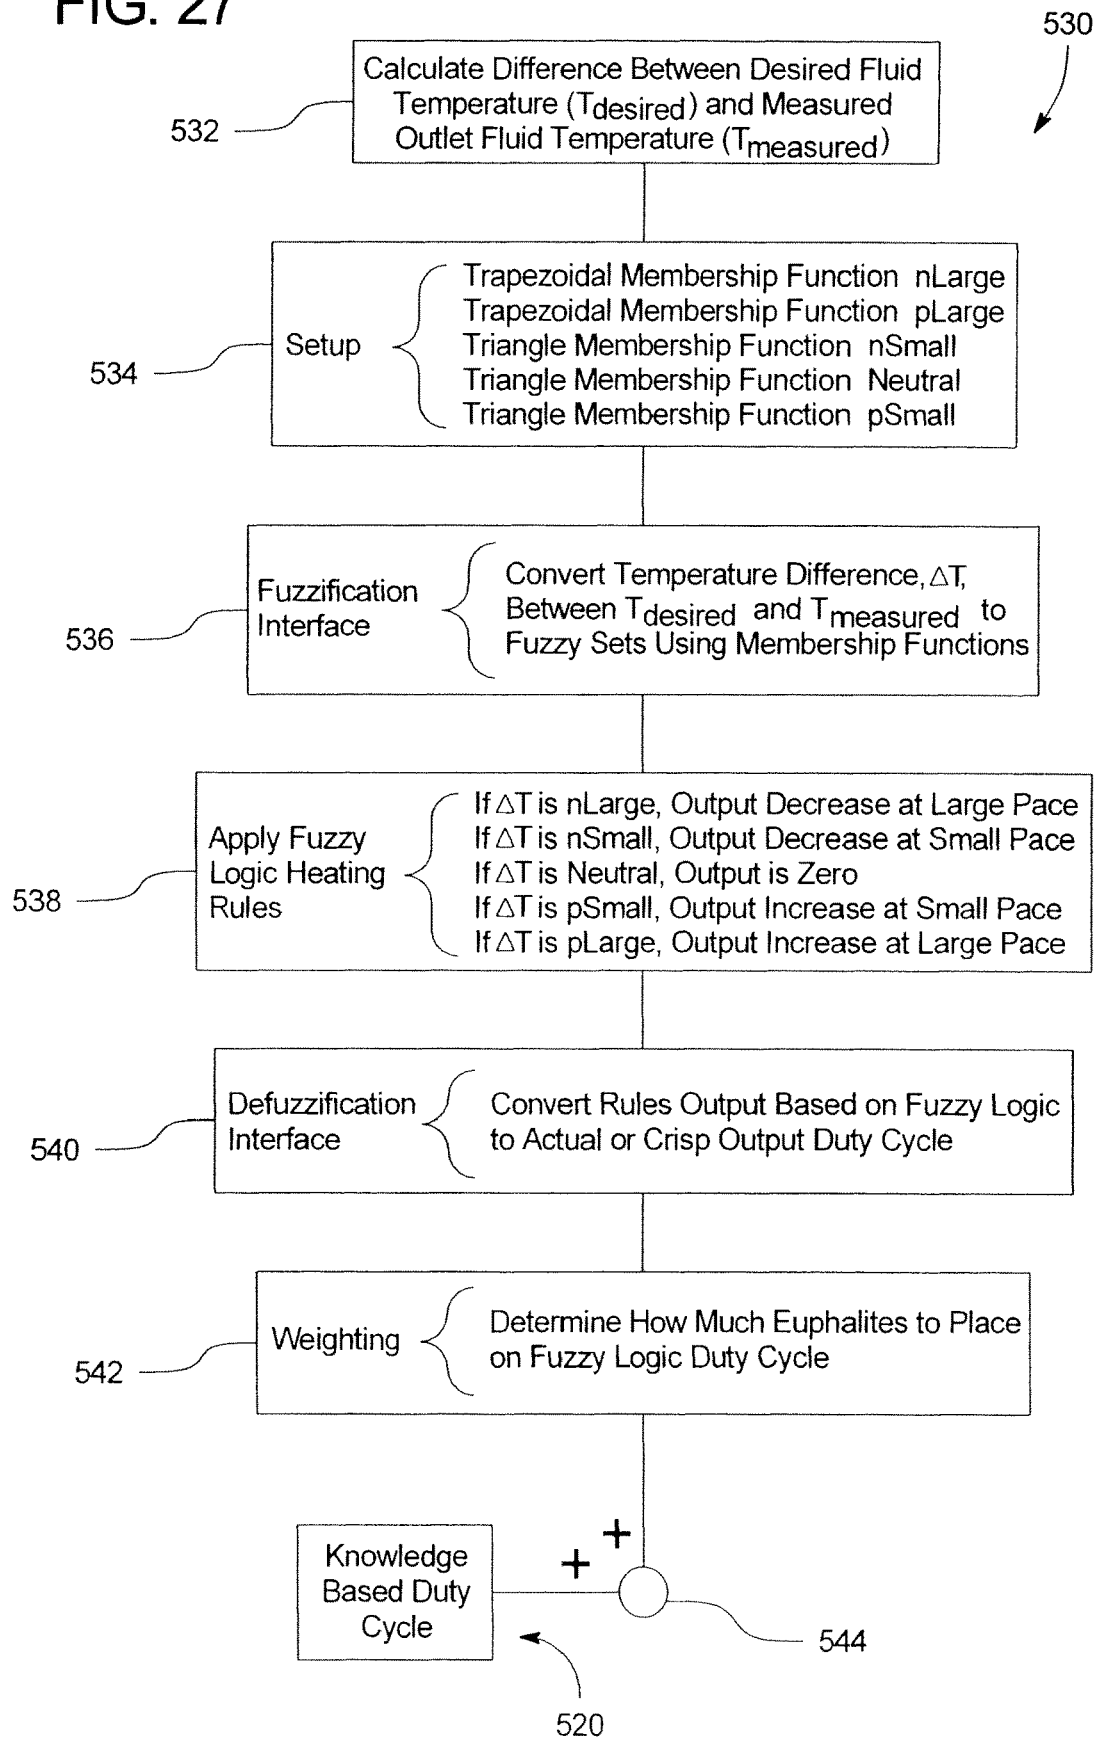 FIG. 27
530
Calculate Difference Between Desired Fluid
Temperature (Tdesired) and Measured
Outlet Fluid Temperature (Tmeasured)
532
Setup
Trapezoidal Membership Function nLarge
Trapezoidal Membership Function pLarge
Triangle Membership Function nSmall
Triangle Membership Function Neutral
Triangle Membership Function pSmall
534
Fuzzification
Interface
Convert Temperature Difference, ΔT,
Between Tdesired and Tmeasured to
Fuzzy Sets Using Membership Functions
536
Apply Fuzzy
Logic Heating
Rules
If ΔT is nLarge, Output Decrease at Large Pace
If ΔT is nSmall, Output Decrease at Small Pace
If ΔT is Neutral, Output is Zero
If ΔT is pSmall, Output Increase at Small Pace
If ΔT is pLarge, Output Increase at Large Pace
538
Defuzzification
Interface
Convert Rules Output Based on Fuzzy Logic
to Actual or Crisp Output Duty Cycle
540
Weighting
Determine How Much Euphalites to Place
on Fuzzy Logic Duty Cycle
542
+
+
Knowledge
Based Duty
Cycle
544
520